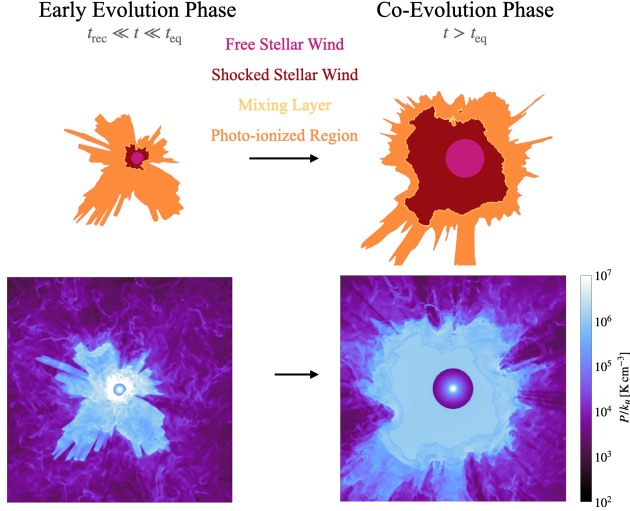 Early Evolution Phase
t_rec ≪ t ≪ t_eq
Co-Evolution Phase
t > t_eq
Free Stellar Wind
Shocked Stellar Wind
Mixing Layer
Photo-ionized Region
10^7
10^6
10^5
10^4
10^3
10^2
P/k_B [K cm^−3]